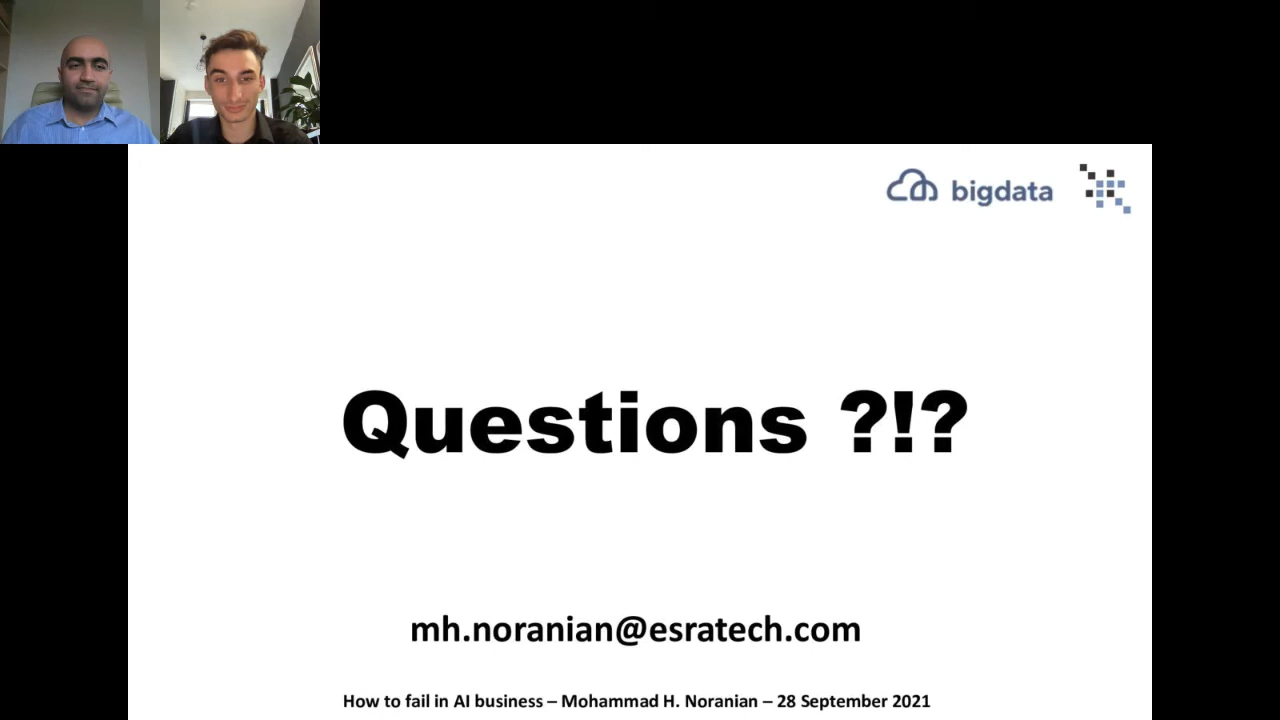 bigdata
Questions ?!?
mh.noranian@esratech.com
How to fail in AI business – Mohammad H. Noranian – 28 September 2021